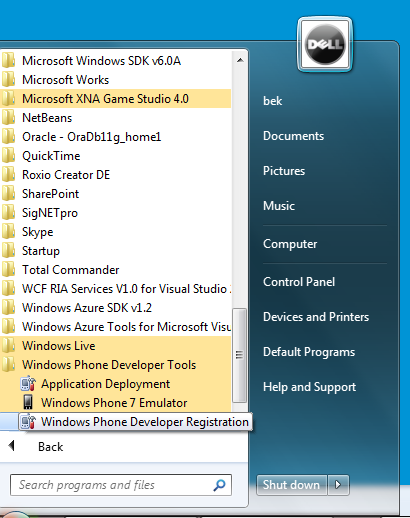 DELL
Microsoft Windows SDK v6.0A
Microsoft Works
Microsoft XNA Game Studio 4.0
NetBeans
Oracle - OraDb11g_home1
QuickTime
Roxio Creator DE
SharePoint
SigNETpro
Skype
Startup
Total Commander
WCF RIA Services V1.0 for Visual Studio
Windows Azure SDK v1.2
Windows Azure Tools for Microsoft Visu
Windows Live
Windows Phone Developer Tools
Application Deployment
Windows Phone 7 Emulator
Windows Phone Developer Registration
Back
Search programs and files
bek
Documents
Pictures
Music
Computer
Control Panel
Devices and Printers
Default Programs
Help and Support
Shut down